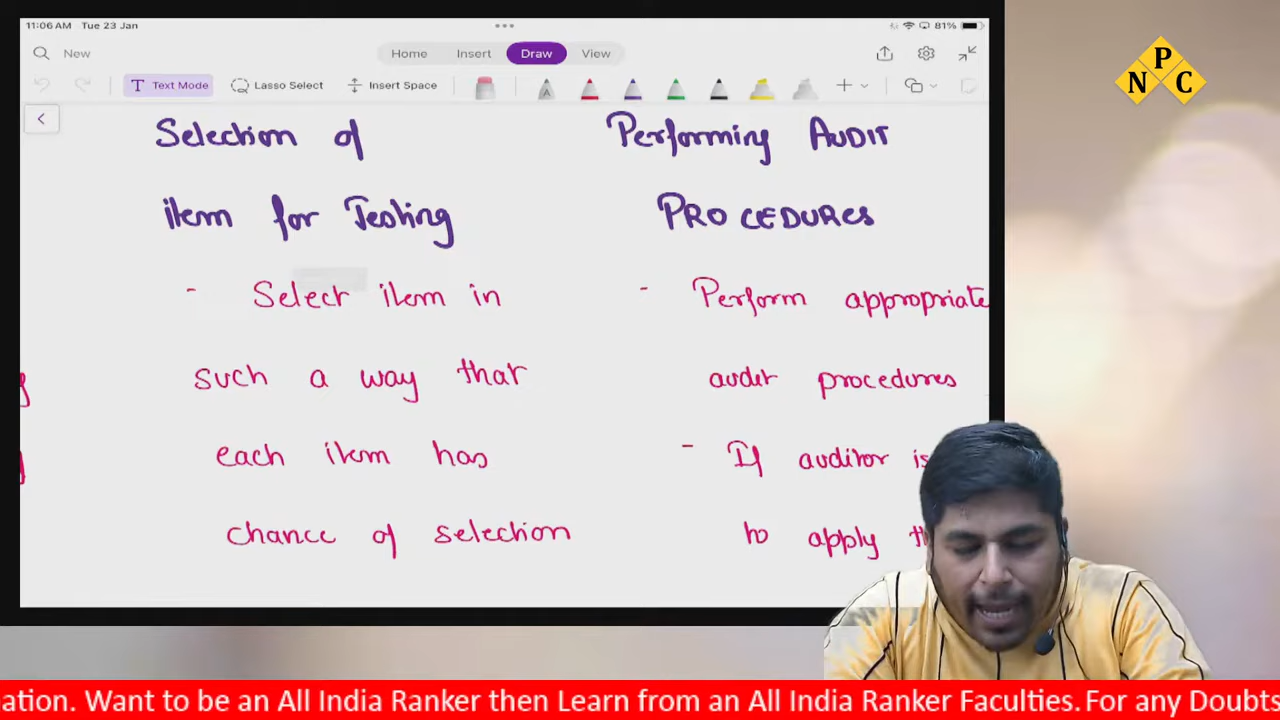 11:06 AM Tue 23 Jan
81%
New
Home Insert Draw View
Text Mode Lasso Select Insert Space
N P C
Selection of
item for Testing
- Select item in
such a way that
each item has
chance of selection
Performing AUDIT
PROCEDURES
- Perform appropriate
audit procedures
- If auditor is
to apply
nation. Want to be an All India Ranker then Learn from an All India Ranker Faculties. For any Doubts